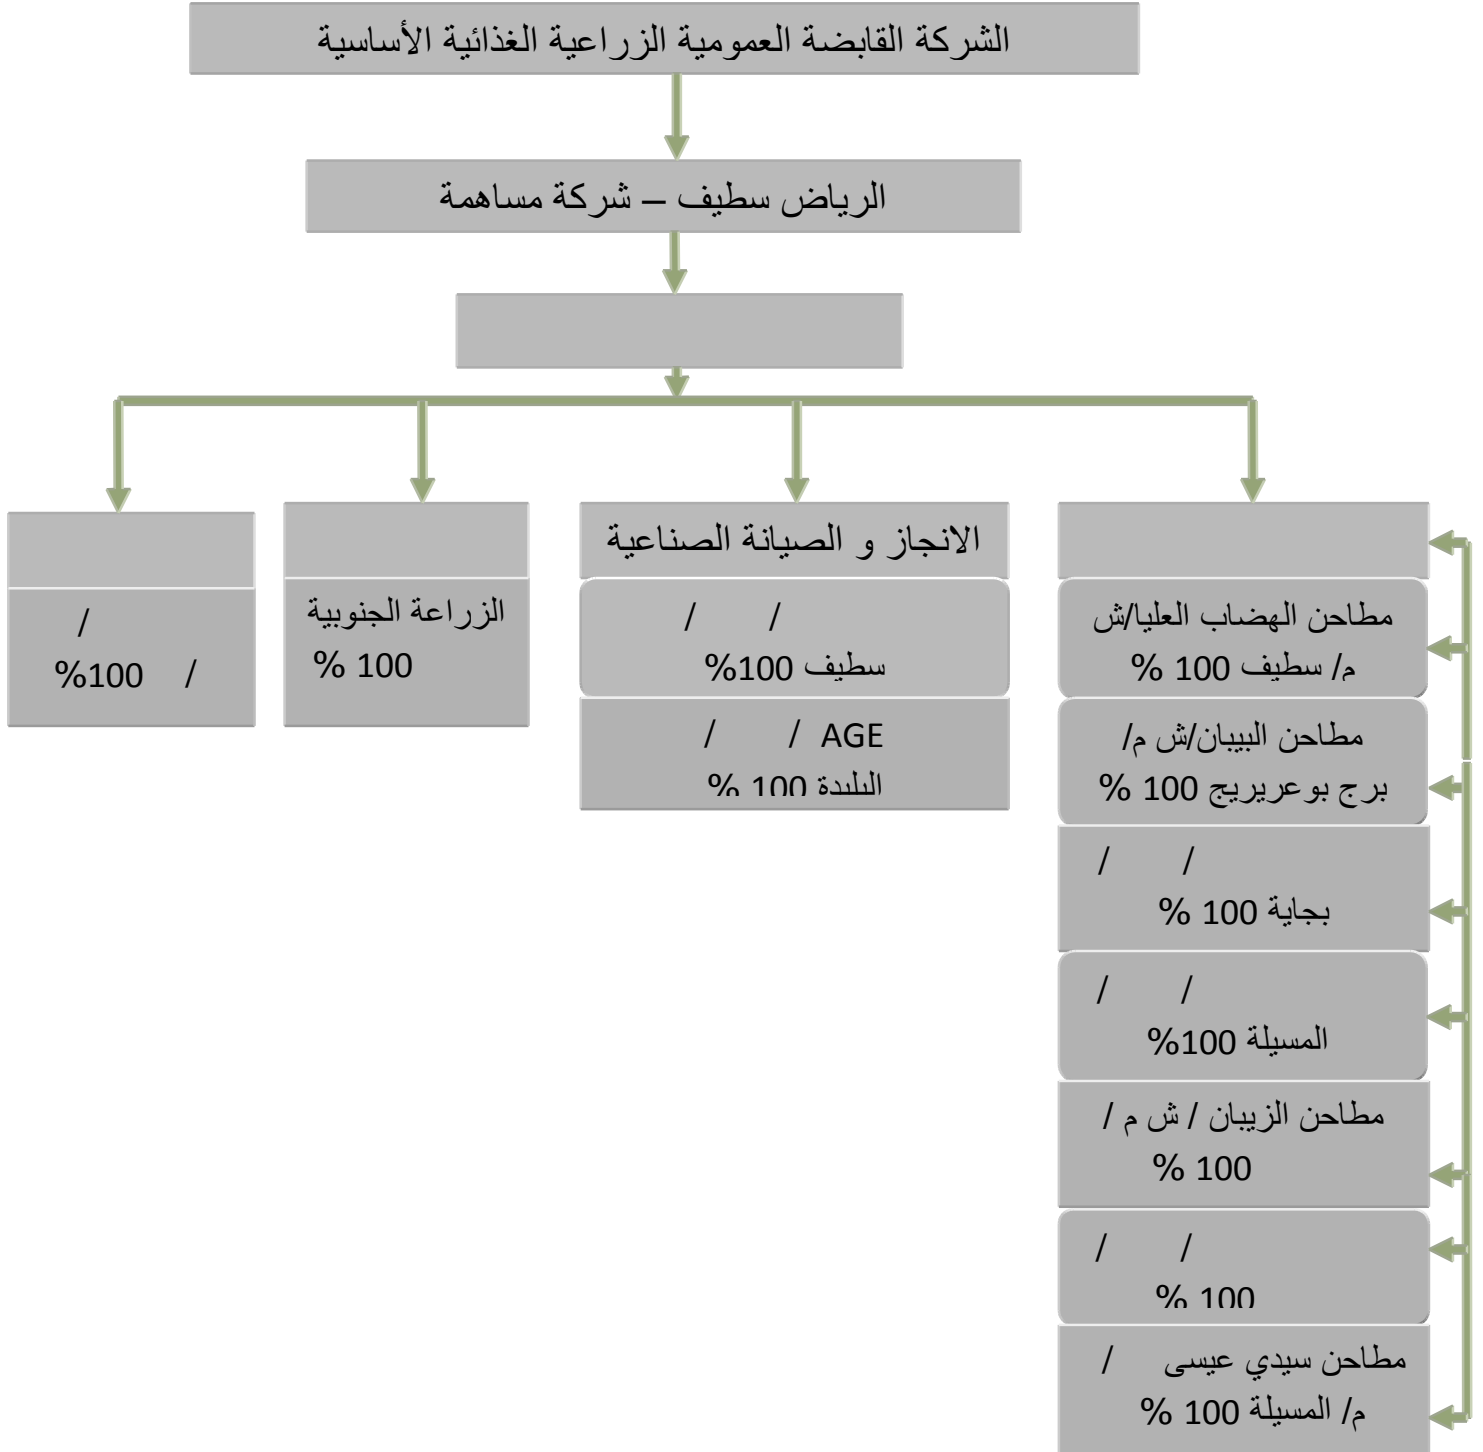 الشركة القابضة العمومية الزراعية الغذائية الأساسية
الرياض سطيف – شركة مساهمة
الانجاز و الصيانة الصناعية
مطاحن الهضاب العليا/ش
م/ سطيف 100 %
مطاحن البيبان/ش م/
برج بوعريريج 100 %
/ /
بجاية 100 %
/ /
المسيلة 100%
مطاحن الزيبان / ش م /
100 %
/ /
100 %
مطاحن سيدي عيسى /
م/ المسيلة 100 %
/ /
سطيف 100%
AGE / /
البليدة 100 %
الزراعة الجنوبية
100 %
/
/ 100%